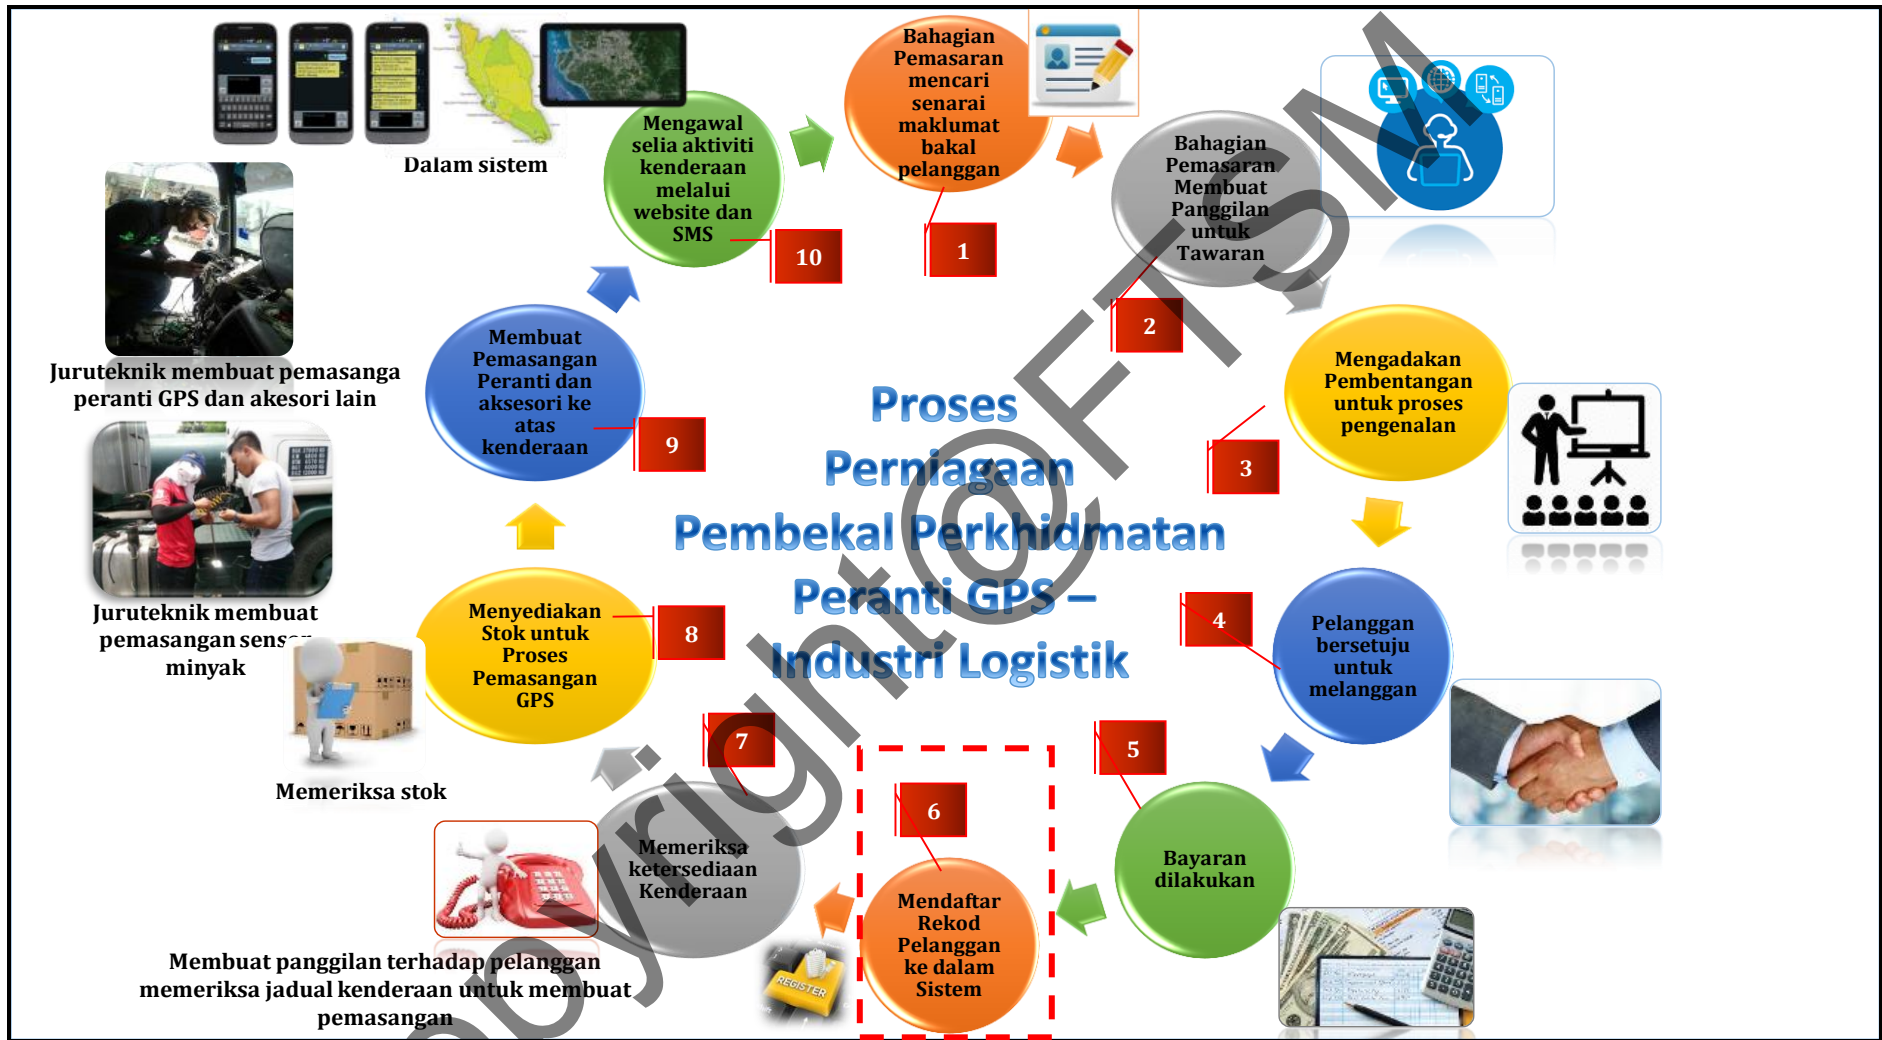 Proses
Perniagaan
Pembekal Perkhidmatan
Peranti GPS –
Industri Logistik
Bahagian
Pemasaran
mencari
senarai
maklumat
bakal
pelanggan
1
Bahagian
Pemasaran
Membuat
Panggilan
untuk
Tawaran
2
Mengadakan
Pembentangan
untuk proses
pengenalan
3
Pelanggan
bersetuju
untuk
melanggan
4
Bayaran
dilakukan
5
Mendaftar
Rekod
Pelanggan
ke dalam
Sistem
6
REGISTER
Memeriksa
ketersediaan
Kenderaan
7
Membuat panggilan terhadap pelanggan
memeriksa jadual kenderaan untuk membuat
pemasangan
Menyediakan
Stok untuk
Proses
Pemasangan
GPS
8
Memeriksa stok
Membuat
Pemasangan
Peranti dan
aksesori ke
atas
kenderaan
9
Juruteknik membuat pemasanga
peranti GPS dan akesori lain
Juruteknik membuat
pemasangan sensor
minyak
Mengawal
selia aktiviti
kenderaan
melalui
website dan
SMS
10
Dalam sistem
opyright@FTSM